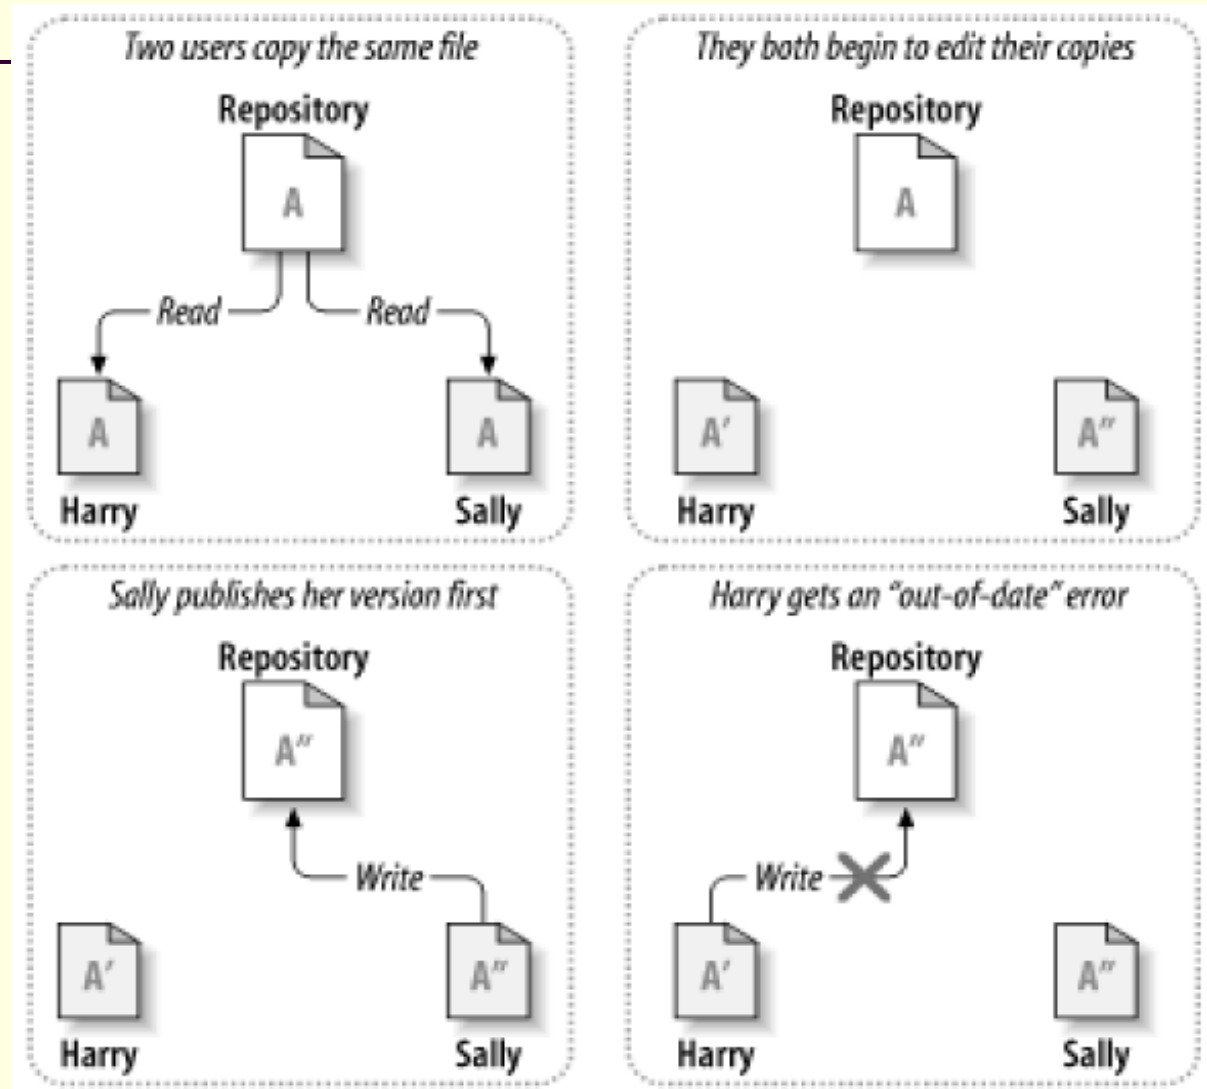 Two users copy the same file
Repository
A
Read
Read
A
A
Harry
Sally
They both begin to edit their copies
Repository
A
A′
A″
Harry
Sally
Sally publishes her version first
Repository
A″
Write
A′
A″
Harry
Sally
Harry gets an “out-of-date” error
Repository
A″
Write
A′
A″
Harry
Sally